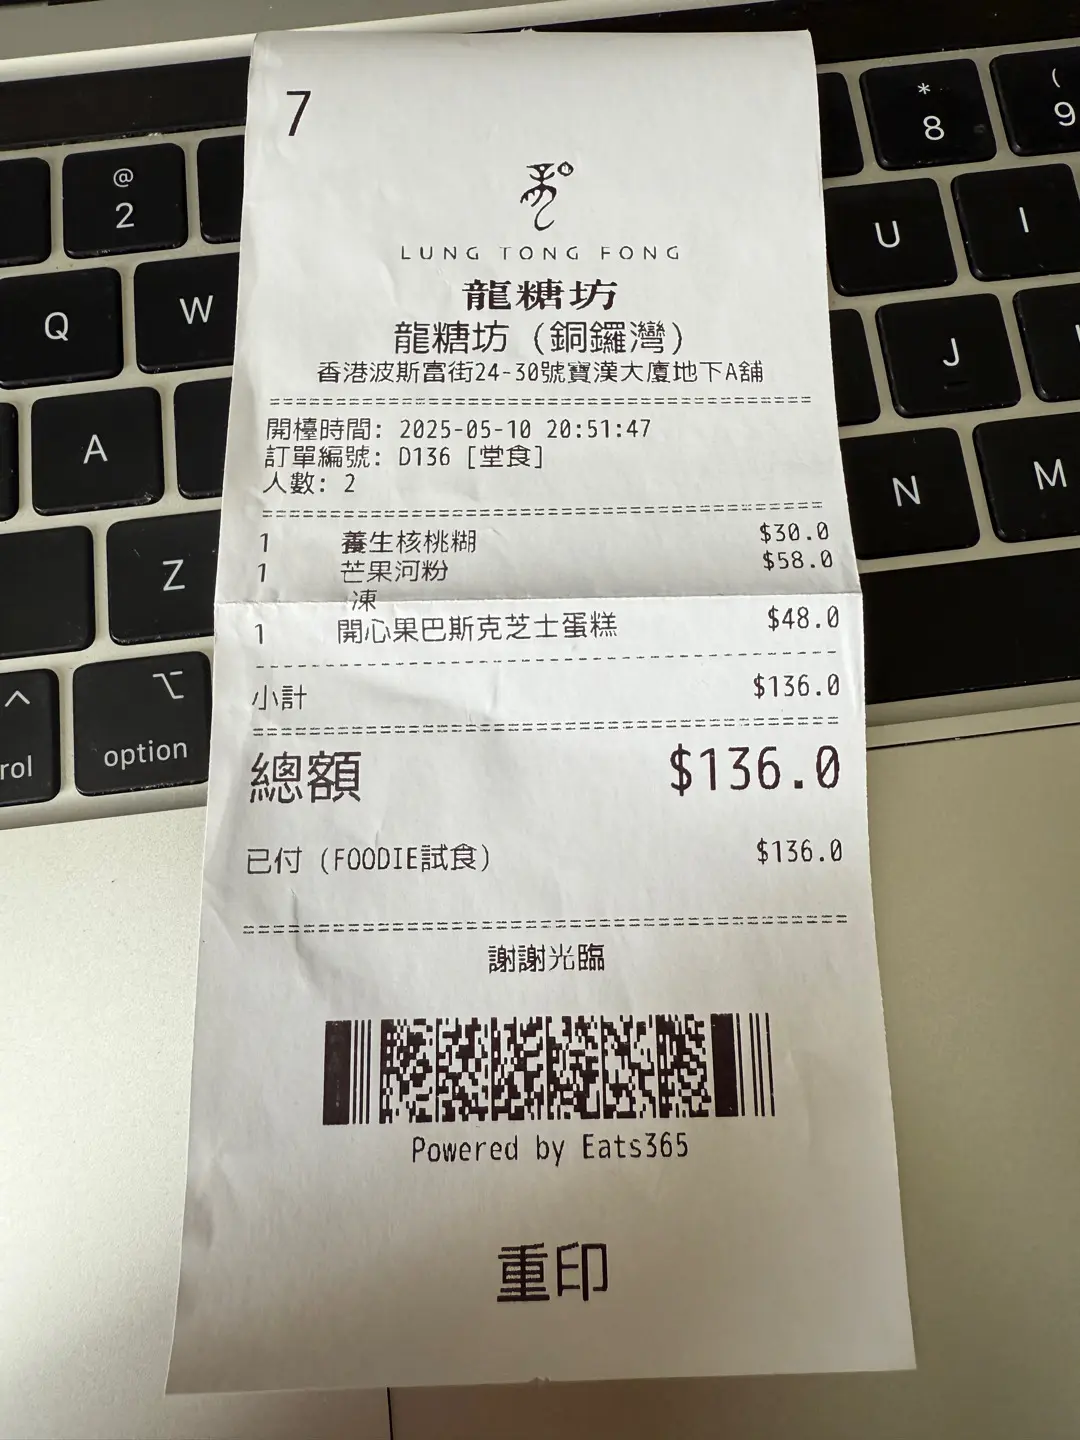 7
LUNG TONG FONG
龍糖坊
龍糖坊 (銅鑼灣)
香港波斯富街24-30號寶漢大廈地下A舖
開檯時間: 2025-05-10 20:51:47
訂單編號: D136 [堂食]
人數: 2
1 養生核桃糊 $30.0
1 芒果河粉 $58.0
凍
1 開心果巴斯克芝士蛋糕 $48.0
小計 $136.0
總額 $136.0
已付 (FOODIE試食) $136.0
謝謝光臨
Powered by Eats365
重印
@
2
*
8
(
9
Q
W
U
I
A
J
Z
N
M
rol
option